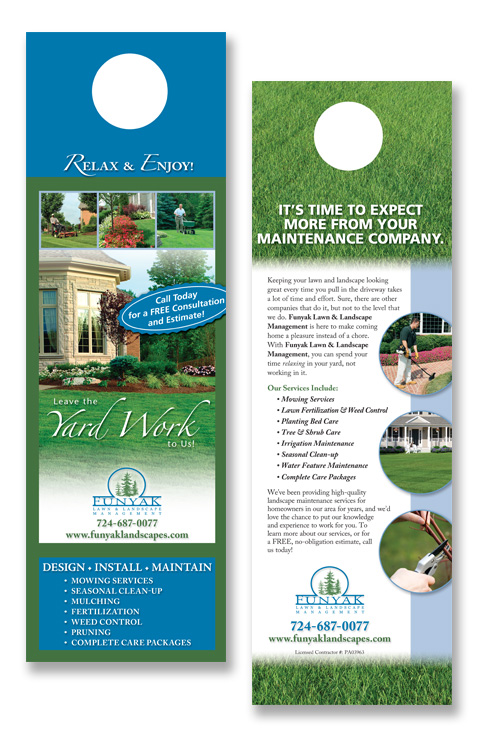 Relax & Enjoy!
Call Today
for a FREE Consultation
and Estimate!
Leave the
Yard Work
to Us!
FUNYAK
LAWN & LANDSCAPE
MANAGEMENT
724-687-0077
www.funyaklandscapes.com
DESIGN • INSTALL • MAINTAIN
• MOWING SERVICES
• SEASONAL CLEAN-UP
• MULCHING
• FERTILIZATION
• WEED CONTROL
• PRUNING
• COMPLETE CARE PACKAGES
IT'S TIME TO EXPECT
MORE FROM YOUR
MAINTENANCE COMPANY.
Keeping your lawn and landscape looking
great every time you pull in the driveway takes
a lot of time and effort. Sure, there are other
companies that do it, but not to the level that
we do. Funyak Lawn & Landscape
Management is here to make coming
home a pleasure instead of a chore.
With Funyak Lawn & Landscape
Management, you can spend your
time relaxing in your yard, not
working in it.
Our Services Include:
• Mowing Services
• Lawn Fertilization & Weed Control
• Planting Bed Care
• Tree & Shrub Care
• Irrigation Maintenance
• Seasonal Clean-up
• Water Feature Maintenance
• Complete Care Packages
We've been providing high-quality
landscape maintenance services for
homeowners in our area for years, and we'd
love the chance to put our knowledge
and experience to work for you. To
learn more about our services, or for
a FREE, no-obligation estimate, call
us today!
FUNYAK
LAWN & LANDSCAPE
MANAGEMENT
724-687-0077
www.funyaklandscapes.com
Licensed Contractor #: PA03963